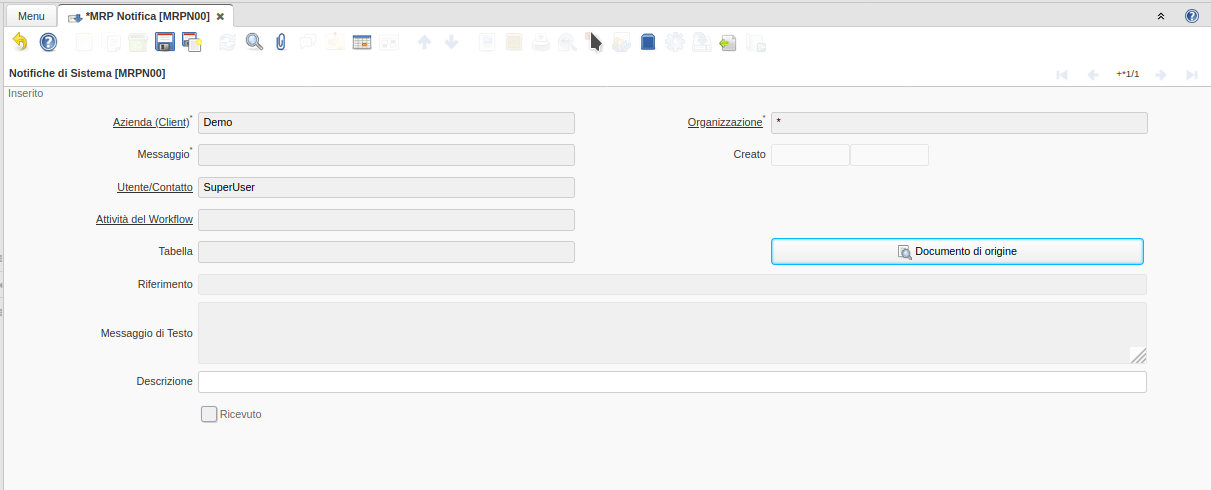 Menu
*MRP Notifica [MRPN00]
Notifiche di Sistema [MRPN00]
+*1/1
Inserito
Azienda (Client)* Demo Organizzazione* *
Messaggio* Creato
Utente/Contatto SuperUser
Attività del Workflow
Tabella Documento di origine
Riferimento
Messaggio di Testo
Descrizione
Ricevuto